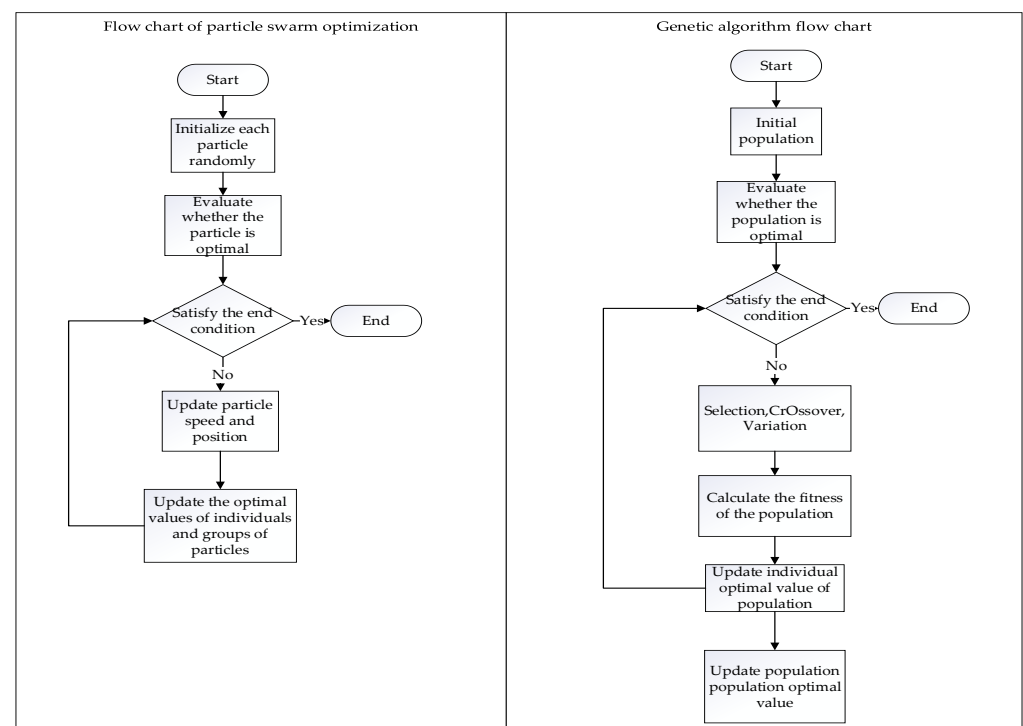 Flow chart of particle swarm optimization
Start
Initialize each
particle
randomly
Evaluate
whether the
particle is
optimal
Satisfy the end
condition
Yes
End
No
Update particle
speed and
position
Update the optimal
values of individuals
and groups of
particles
Genetic algorithm flow chart
Start
Initial
population
Evaluate
whether the
population is
optimal
Satisfy the end
condition
Yes
End
No
Selection,CrOssover,
Variation
Calculate the fitness
of the population
Update individual
optimal value of
population
Update population
population optimal
value